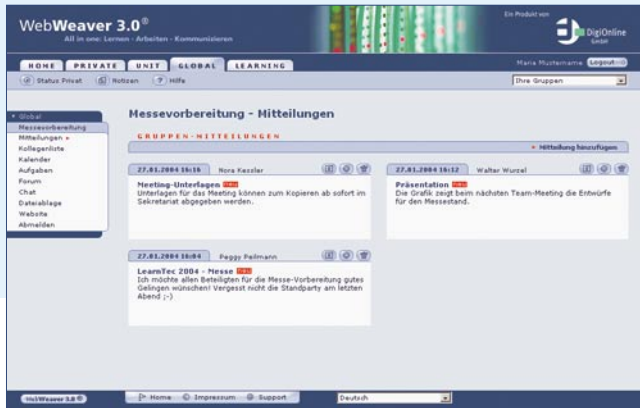 WebWeaver 3.0®
All in one: Lernen - Arbeiten - Kommunizieren
Ein Produkt von
DigiOnline
GmbH
HOME PRIVATE UNIT GLOBAL LEARNING
Maria Mustername Logout
Status Privat Notizen ? Hilfe
Ihre Gruppen
Global
Messevorbereitung
Mitteilungen
Kollegenliste
Kalender
Aufgaben
Forum
Chat
Dateiablage
Website
Abmelden
Messevorbereitung - Mitteilungen
GRUPPEN-MITTEILUNGEN
Mitteilung hinzufügen
27.01.2004 16:16 Nora Kessler
Meeting-Unterlagen neu
Unterlagen für das Meeting können zum Kopieren ab sofort im
Sekretariat abgegeben werden.
27.01.2004 16:12 Walter Wurzel
Präsentation neu
Die Grafik zeigt beim nächsten Team-Meeting die Entwürfe
für den Messestand.
27.01.2004 16:04 Peggy Peilmann
LearnTec 2004 - Messe neu
Ich möchte allen Beteiligten für die Messe-Vorbereitung gutes
Gelingen wünschen! Vergesst nicht die Standparty am letzten
Abend ;-)
WebWeaver 3.0 ®
Home © Impressum @ Support
Deutsch